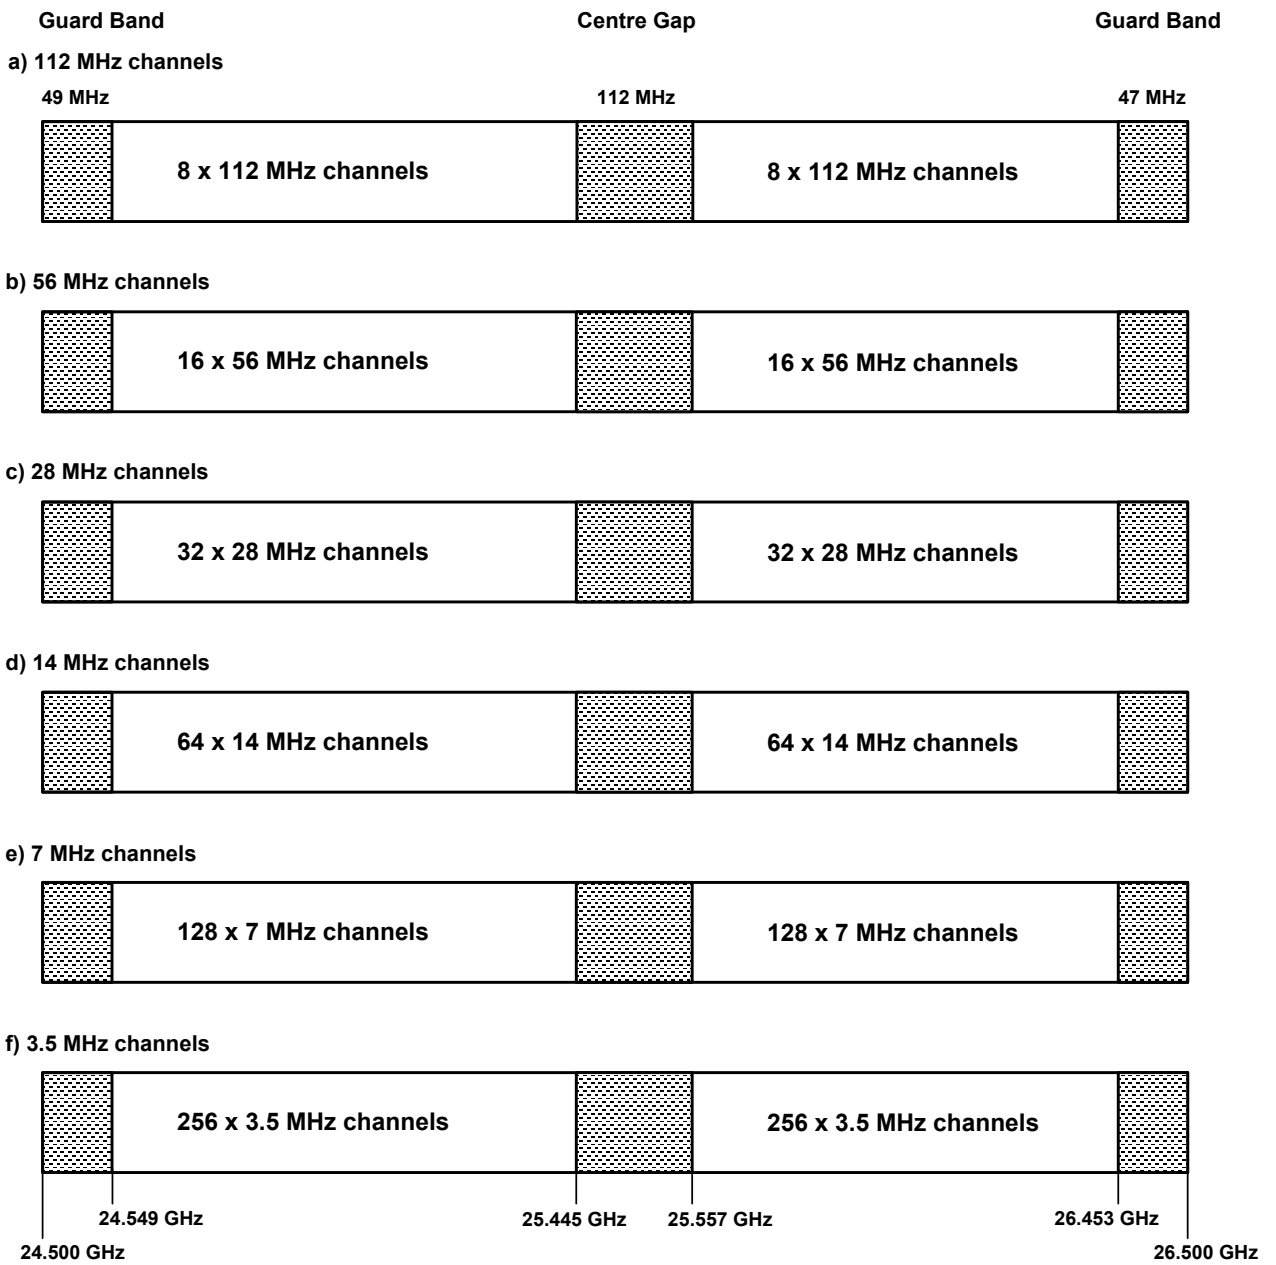 Guard Band Centre Gap Guard Band
a) 112 MHz channels
49 MHz 112 MHz 47 MHz
8 x 112 MHz channels 8 x 112 MHz channels
b) 56 MHz channels
16 x 56 MHz channels 16 x 56 MHz channels
c) 28 MHz channels
32 x 28 MHz channels 32 x 28 MHz channels
d) 14 MHz channels
64 x 14 MHz channels 64 x 14 MHz channels
e) 7 MHz channels
128 x 7 MHz channels 128 x 7 MHz channels
f) 3.5 MHz channels
256 x 3.5 MHz channels 256 x 3.5 MHz channels
24.549 GHz 25.445 GHz 25.557 GHz 26.453 GHz
24.500 GHz 26.500 GHz